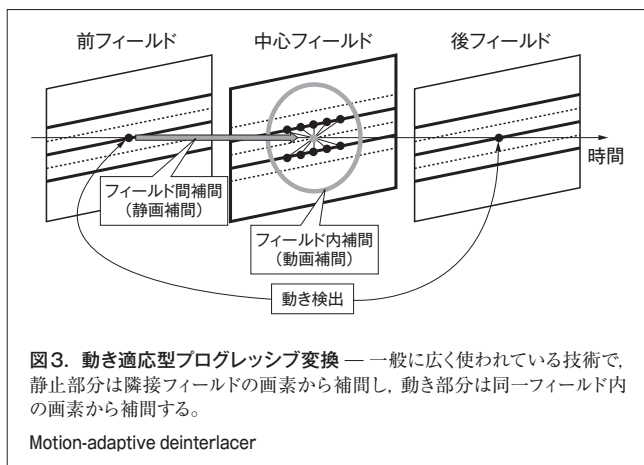 前フィールド
中心フィールド
後フィールド
時間
フィールド間補間
(静画補間)
フィールド内補間
(動画補間)
動き検出
図3. 動き適応型プログレッシブ変換 — 一般に広く使われている技術で,
静止部分は隣接フィールドの画素から補間し, 動き部分は同一フィールド内
の画素から補間する。
Motion-adaptive deinterlacer